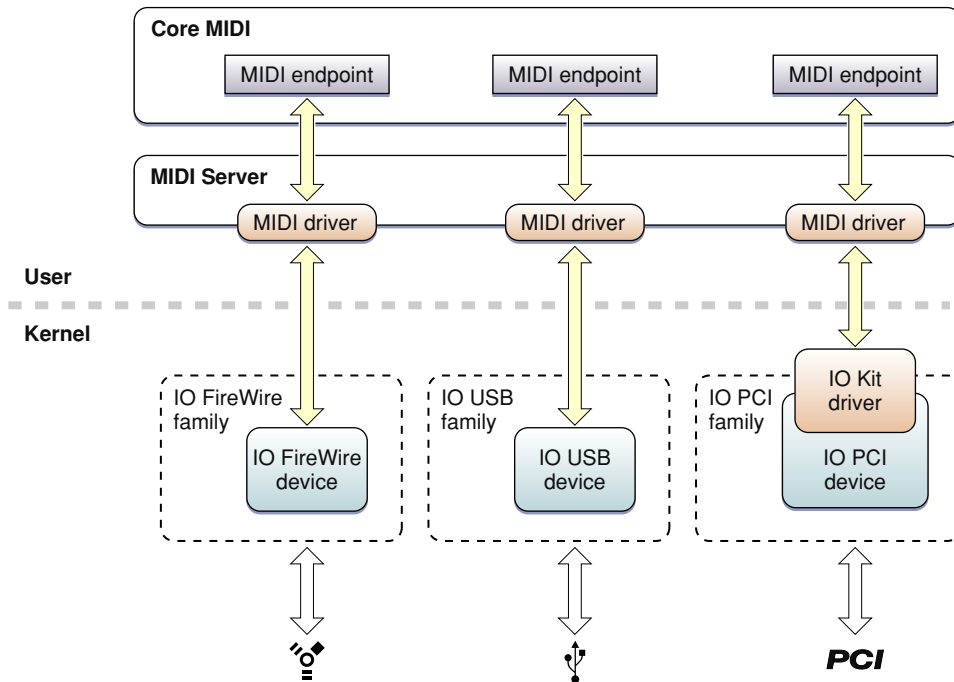 Core MIDI
MIDI endpoint
MIDI endpoint
MIDI endpoint
MIDI Server
MIDI driver
MIDI driver
MIDI driver
User
Kernel
IO FireWire
family
IO FireWire
device
IO USB
family
IO USB
device
IO PCI
family
IO Kit
driver
IO PCI
device
PCI